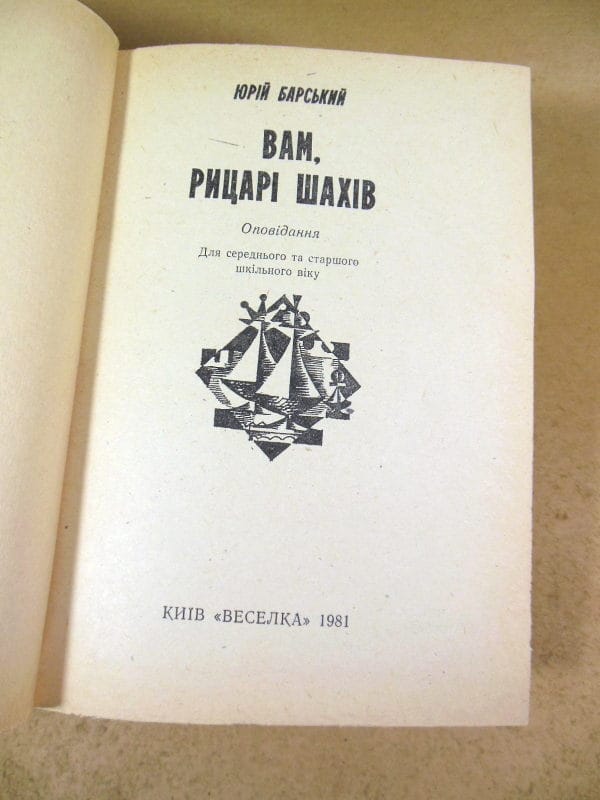 ЮРІЙ БАРСЬКИЙ
ВАМ,
РИЦАРІ ШАХІВ
Оповідання
Для середнього та старшого
шкільного віку
КИЇВ «ВЕСЕЛКА» 1981